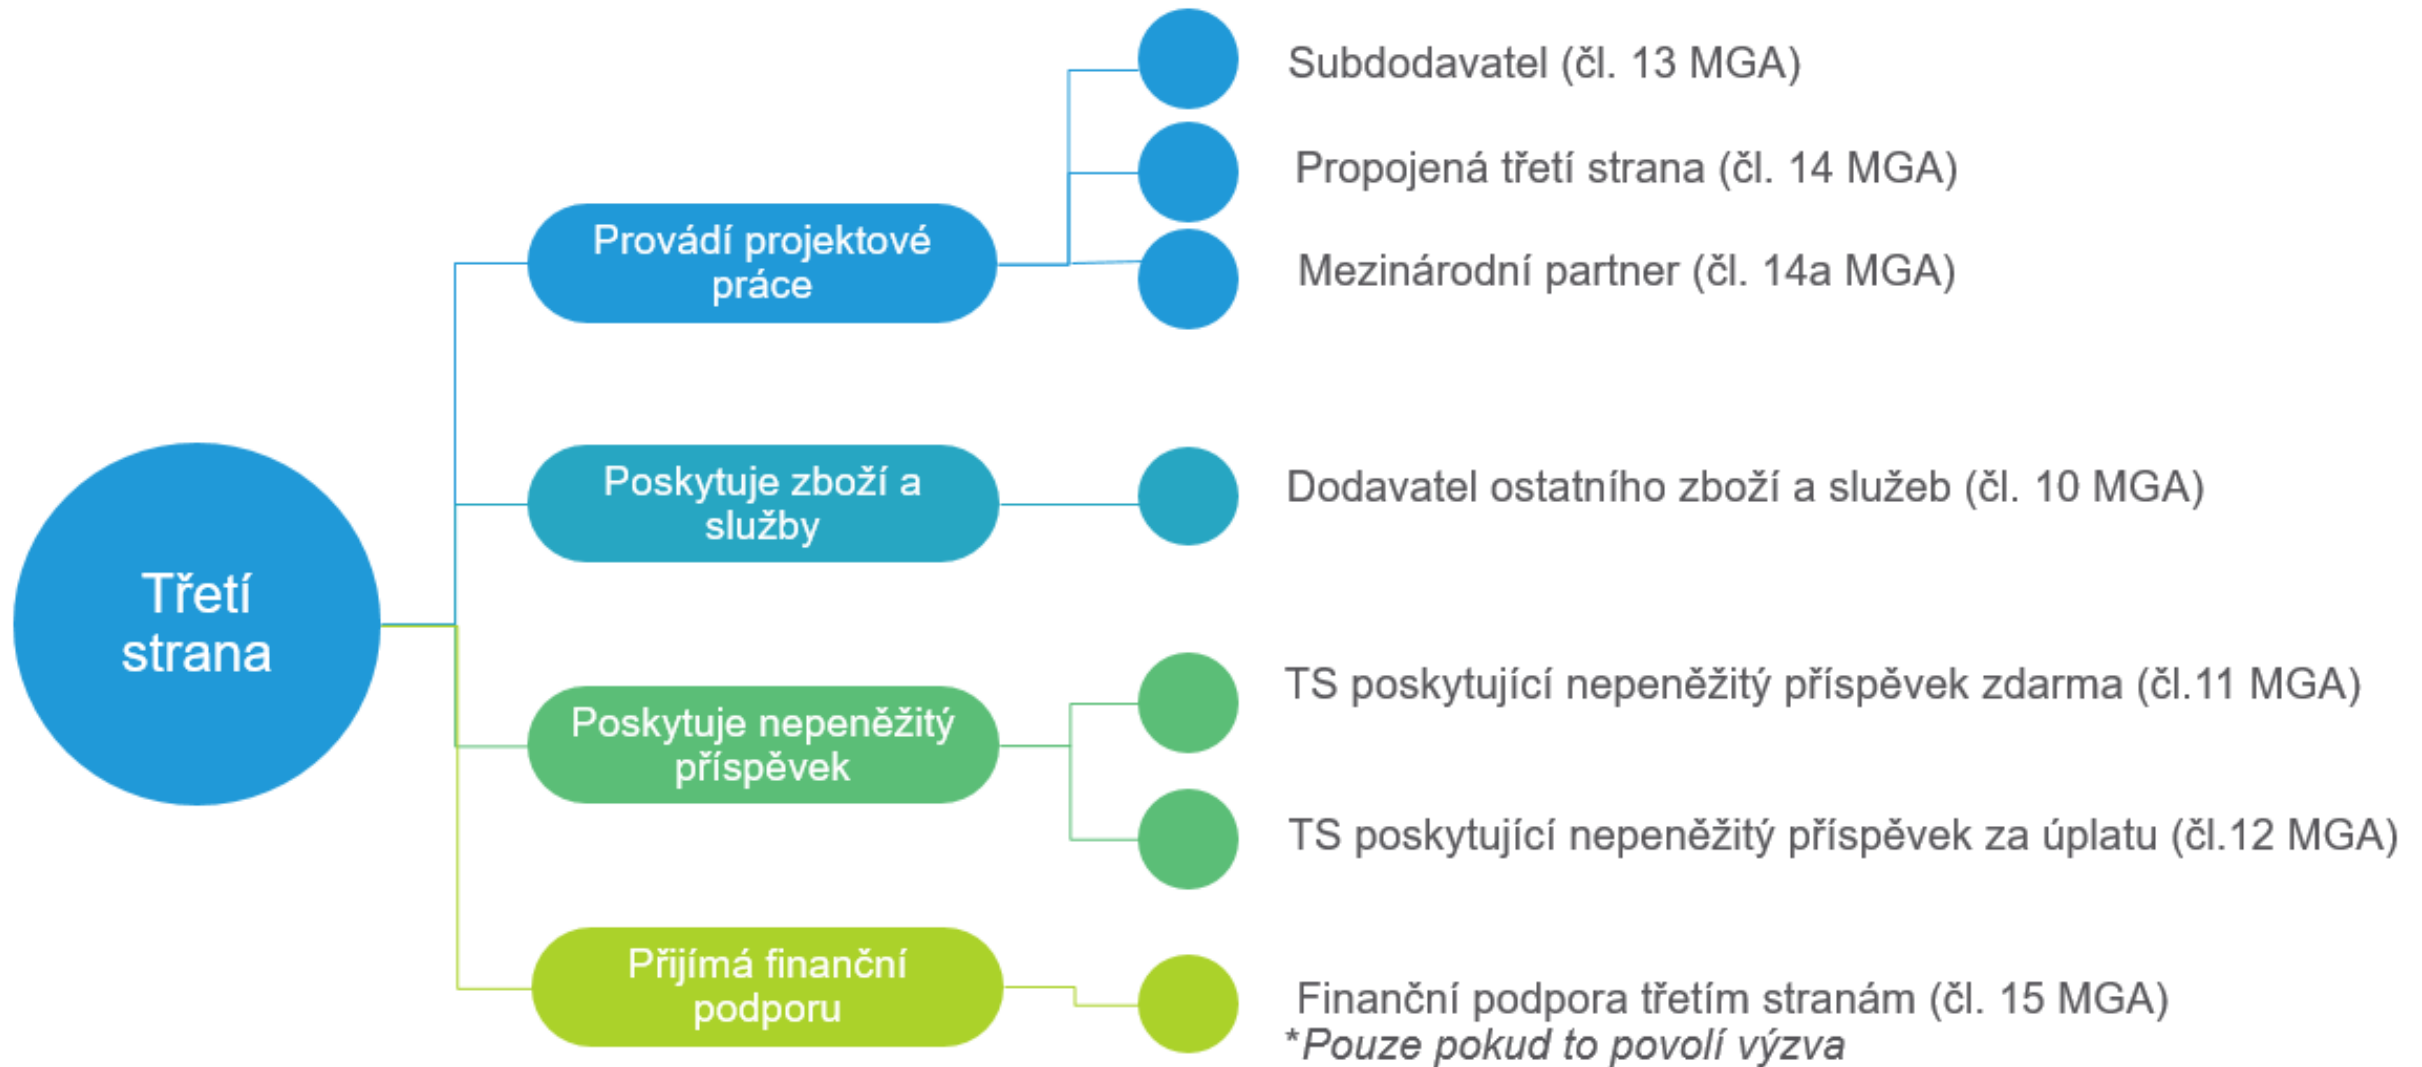 Třetí
strana
Provádí projektové
práce
Subdodavatel (čl. 13 MGA)
Propojená třetí strana (čl. 14 MGA)
Mezinárodní partner (čl. 14a MGA)
Poskytuje zboží a
služby
Dodavatel ostatního zboží a služeb (čl. 10 MGA)
Poskytuje nepeněžitý
příspěvek
TS poskytující nepeněžitý příspěvek zdarma (čl.11 MGA)
TS poskytující nepeněžitý příspěvek za úplatu (čl.12 MGA)
Přijímá finanční
podporu
Finanční podpora třetím stranám (čl. 15 MGA)
*Pouze pokud to povolí výzva